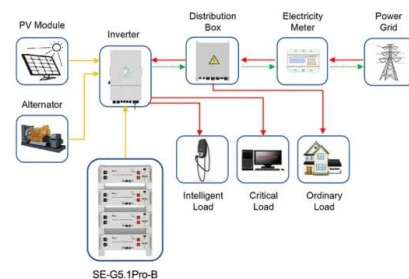 PV Module
Inverter
Distribution
Box
Electricity
Meter
Power
Grid
Alternator
Intelligent
Load
Critical
Load
Ordinary
Load
SE-G5.1Pro-B